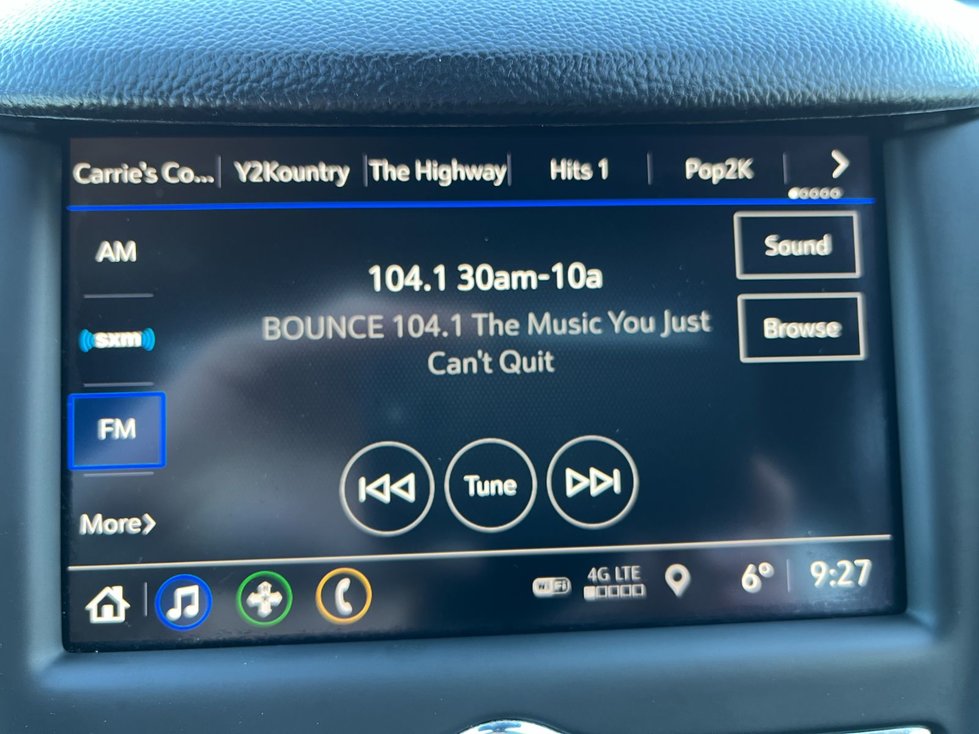 Carrie's Co... Y2Kountry The Highway Hits 1 Pop2K
AM
Sound
104.1 30am-10a
BOUNCE 104.1 The Music You Just
Can't Quit
sxm
Browse
FM
Tune
More
WiFi
4G LTE
6°
9:27